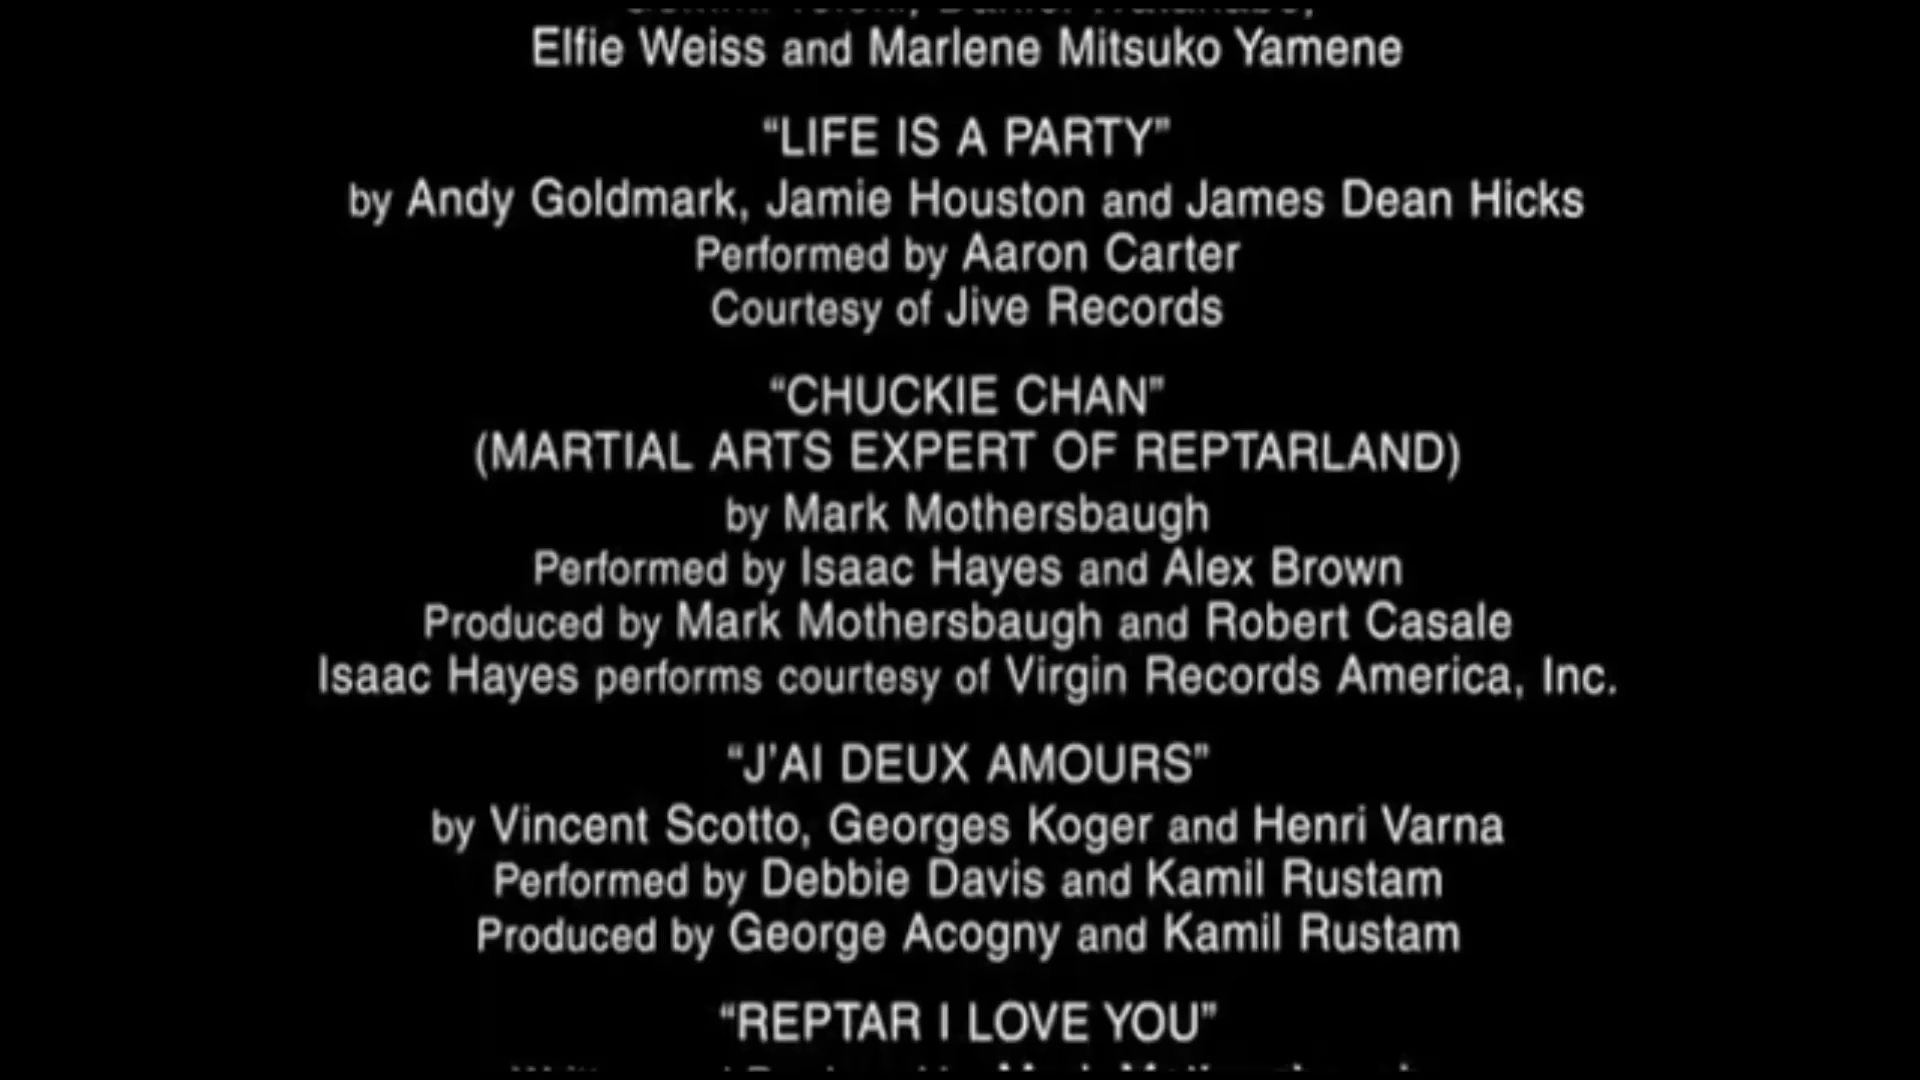 Elfie Weiss and Marlene Mitsuko Yamene
“LIFE IS A PARTY”
by Andy Goldmark, Jamie Houston and James Dean Hicks
Performed by Aaron Carter
Courtesy of Jive Records
“CHUCKIE CHAN”
(MARTIAL ARTS EXPERT OF REPTARLAND)
by Mark Mothersbaugh
Performed by Isaac Hayes and Alex Brown
Produced by Mark Mothersbaugh and Robert Casale
Isaac Hayes performs courtesy of Virgin Records America, Inc.
“J’AI DEUX AMOURS”
by Vincent Scotto, Georges Koger and Henri Varna
Performed by Debbie Davis and Kamil Rustam
Produced by George Acogny and Kamil Rustam
“REPTAR I LOVE YOU”